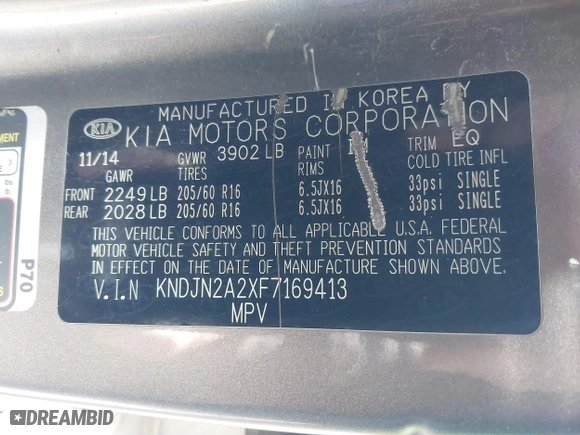 MANUFACTURED IN KOREA BY
KIA KIA MOTORS CORPORATION
11/14 GVWR 3902 LB PAINT TRIM EQ
GAWR TIRES RIMS COLD TIRE INFL
FRONT 2249 LB 205/60 R16 6.5JX16 33psi SINGLE
REAR 2028 LB 205/60 R16 6.5JX16 33psi SINGLE
THIS VEHICLE CONFORMS TO ALL APPLICABLE U.S.A. FEDERAL
MOTOR VEHICLE SAFETY AND THEFT PREVENTION STANDARDS
IN EFFECT ON THE DATE OF MANUFACTURE SHOWN ABOVE.
V.I.N KNDJN2A2XF7169413
MPV
P70
DREAMBID